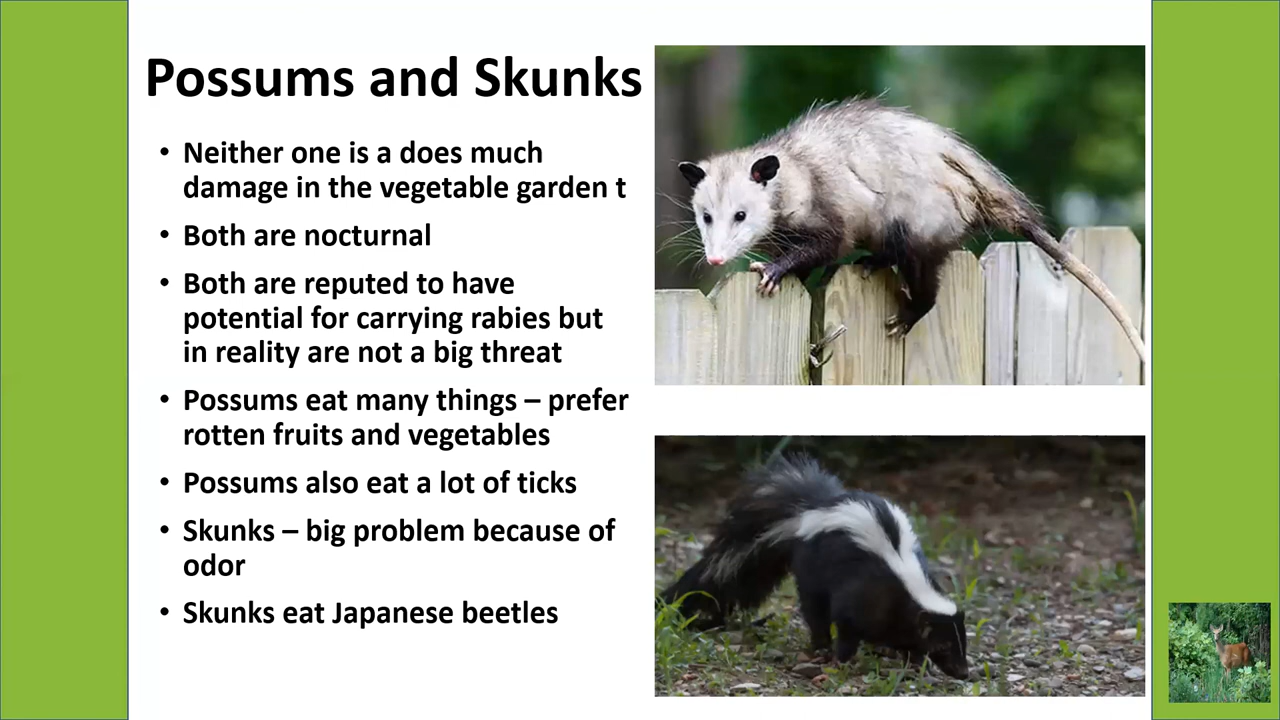 Possums and Skunks
• Neither one is a does much
damage in the vegetable garden t
• Both are nocturnal
• Both are reputed to have
potential for carrying rabies but
in reality are not a big threat
• Possums eat many things – prefer
rotten fruits and vegetables
• Possums also eat a lot of ticks
• Skunks – big problem because of
odor
• Skunks eat Japanese beetles